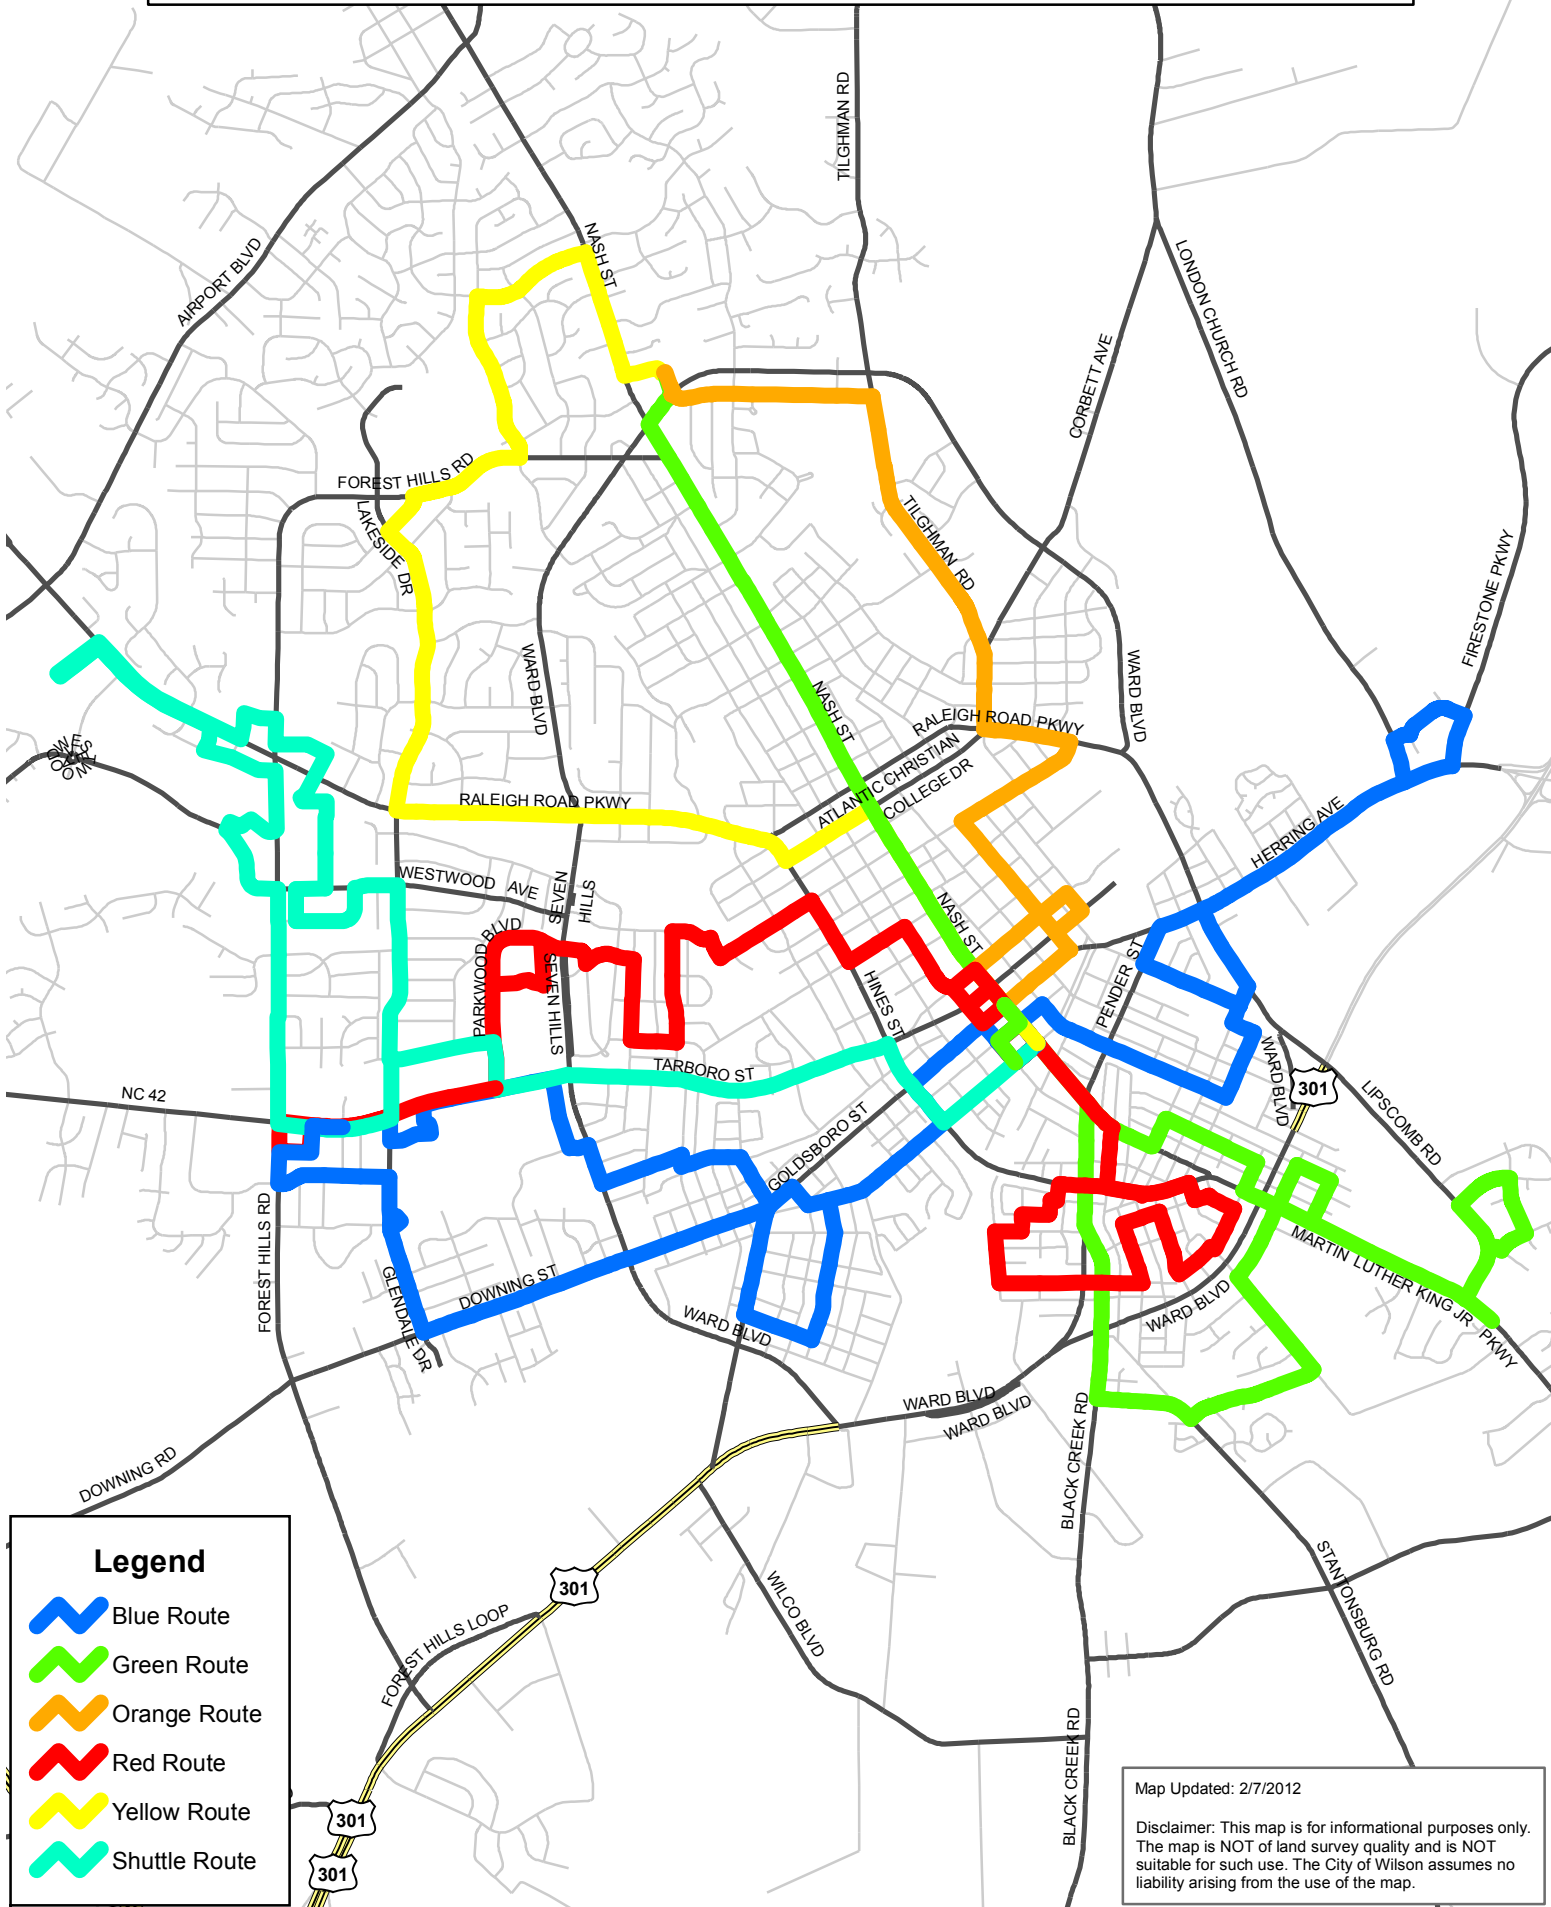 NASH ST
TILGHMAN RD
AIRPORT BLVD
LONDON CHURCH RD
CORBETT AVE
FOREST HILLS RD
LAKESIDE DR
TILGHMAN RD
FIRESTONE PKWY
WARD BLVD
NASH ST
RALEIGH ROAD PKWY
WARD BLVD
ATLANTIC CHRISTIAN
COLLEGE DR
RALEIGH ROAD PKWY
HERRING AVE
WESTWOOD AVE
SEVEN
HILLS
NASH ST
PARKWOOD BLVD
SEVEN HILLS
HINES ST
PENDER ST
TARBORO ST
NC 42
WARD BLVD
301
LIPSCOMB RD
GOLDSBORO ST
FOREST HILLS RD
GLENDALE DR
DOWNING ST
WARD BLVD
MARTIN LUTHER KING JR PKWY
WARD BLVD
WARD BLVD
WARD BLVD
BLACK CREEK RD
DOWNING RD
301
WILCO BLVD
STANTONSBURG RD
FOREST HILLS LOOP
BLACK CREEK RD
301
301
Legend
Blue Route
Green Route
Orange Route
Red Route
Yellow Route
Shuttle Route
Map Updated: 2/7/2012
Disclaimer: This map is for informational purposes only.
The map is NOT of land survey quality and is NOT
suitable for such use. The City of Wilson assumes no
liability arising from the use of the map.